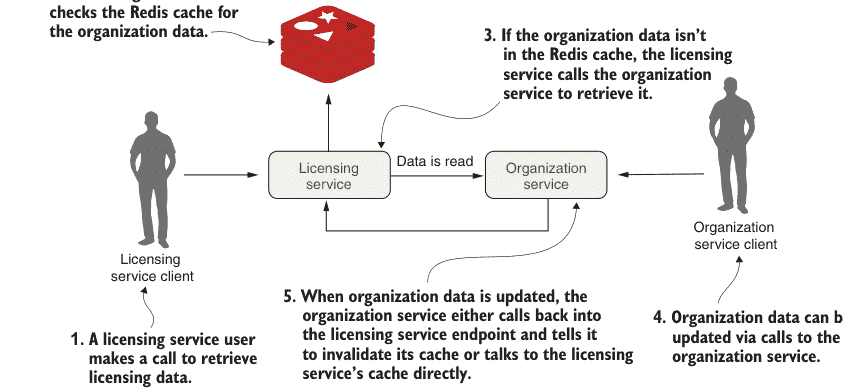 checks the Redis cache for
the organization data.
3. If the organization data isn't
in the Redis cache, the licensing
service calls the organization
service to retrieve it.
Licensing
service
Data is read
Organization
service
Licensing
service client
Organization
service client
1. A licensing service user
makes a call to retrieve
licensing data.
5. When organization data is updated, the
organization service either calls back into
the licensing service endpoint and tells it
to invalidate its cache or talks to the licensing
service's cache directly.
4. Organization data can b
updated via calls to the
organization service.